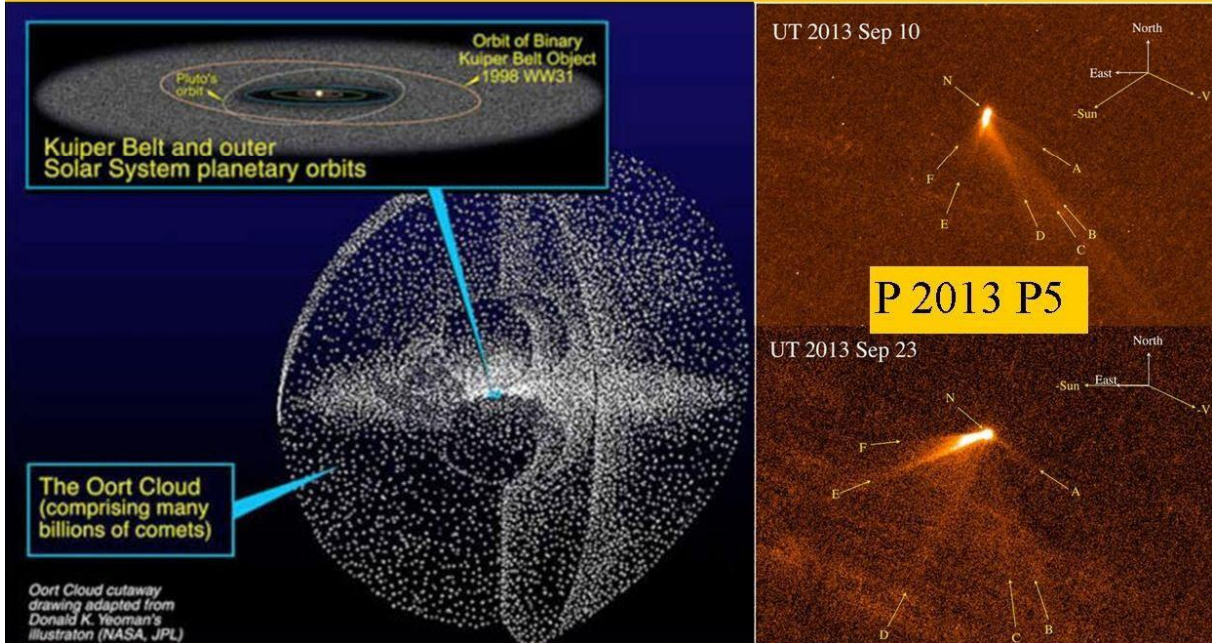 Orbit of Binary
Kuiper Belt Object
1998 WW31
Pluto's
orbit
Kuiper Belt and outer
Solar System planetary orbits
The Oort Cloud
(comprising many
billions of comets)
Oort Cloud cutaway
drawing adapted from
Donald K. Yeoman's
illustraton (NASA, JPL)
UT 2013 Sep 10
North
East
-V
-Sun
N
A
F
E
D
B
C
P 2013 P5
UT 2013 Sep 23
North
-Sun
East
-V
N
F
E
A
D
B